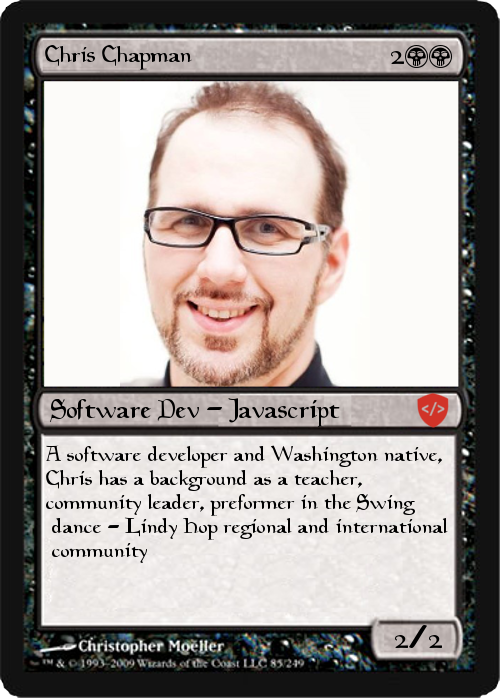 Chris Chapman 2
Software Dev – Javascript </>
A software developer and Washington native,
Chris has a background as a teacher,
community leader, preformer in the Swing
dance – Lindy Hop regional and international
community
2/2
Christopher Moeller
™ & © 1993–2009 Wizards of the Coast LLC 85/249